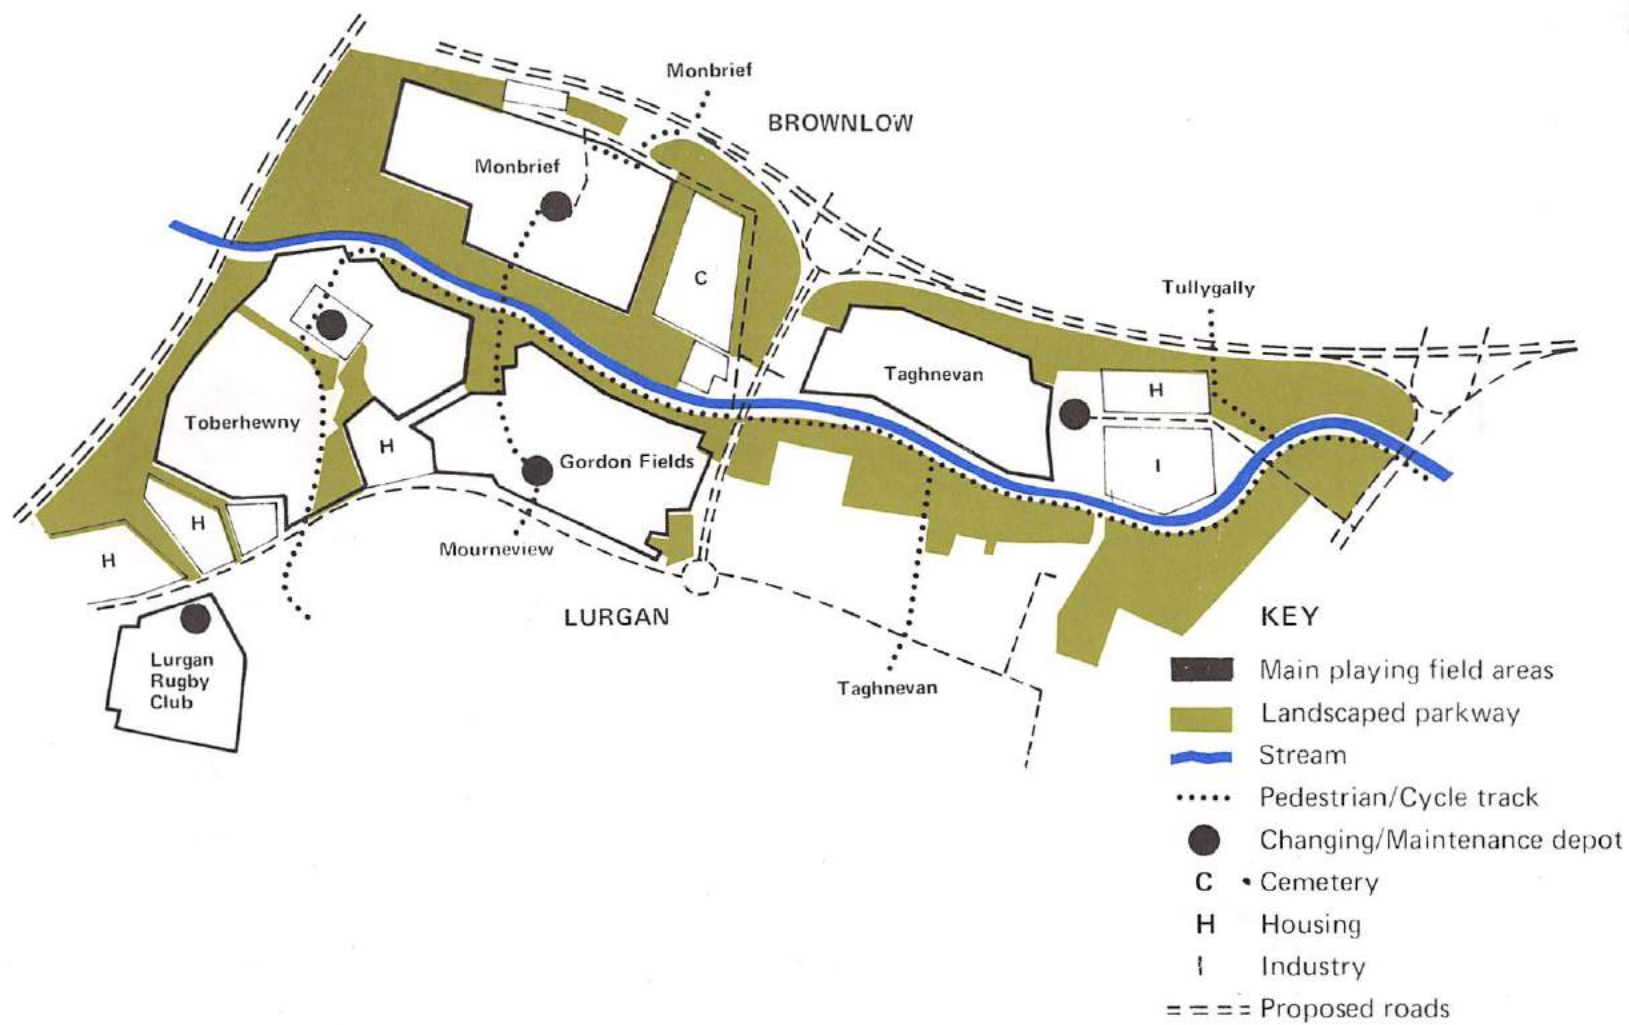 Monbrief
BROWNLOW
Monbrief
C
Tullygally
Taghnevan
H
Toberhewny
H
Gordon Fields
I
H
Mourneview
H
LURGAN
Lurgan
Rugby
Club
Taghnevan
KEY
Main playing field areas
Landscaped parkway
Stream
Pedestrian/Cycle track
Changing/Maintenance depot
C • Cemetery
H Housing
I Industry
Proposed roads